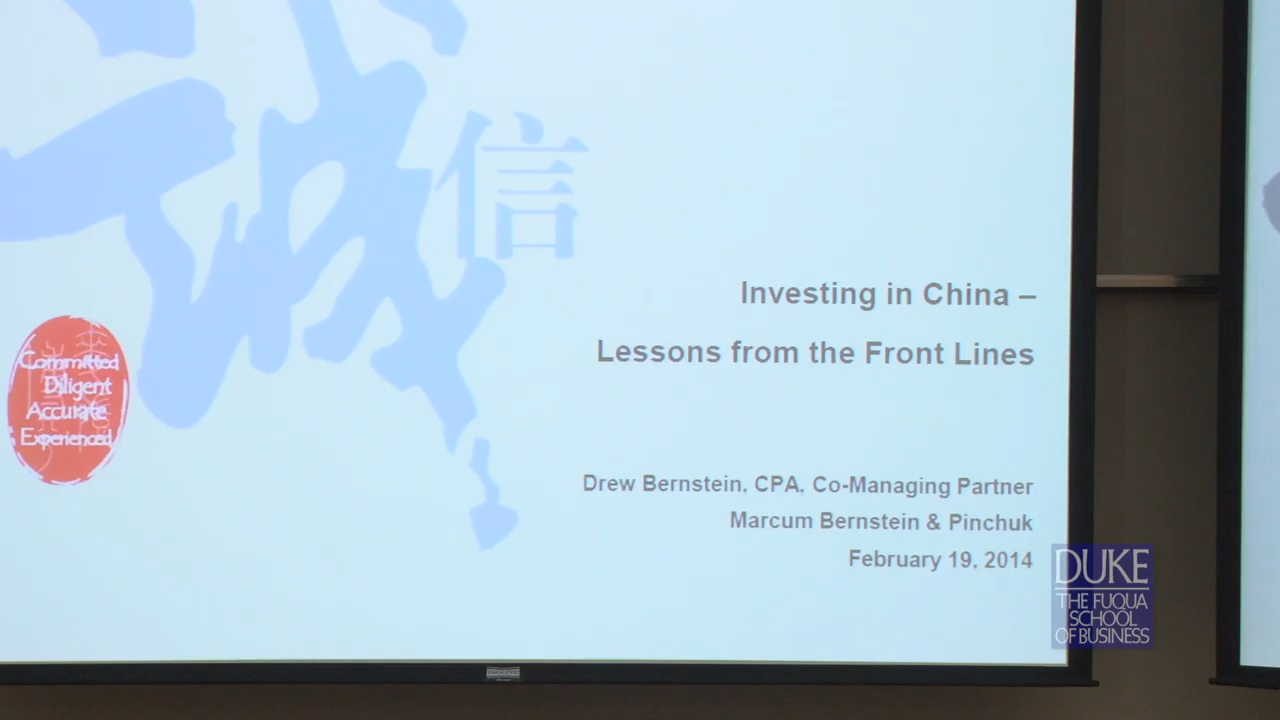 誠信
Investing in China –
Lessons from the Front Lines
Committed
Diligent
Accurate
Experienced
Drew Bernstein, CPA, Co-Managing Partner
Marcum Bernstein & Pinchuk
February 19, 2014
DUKE
THE FUQUA
SCHOOL
OF BUSINESS